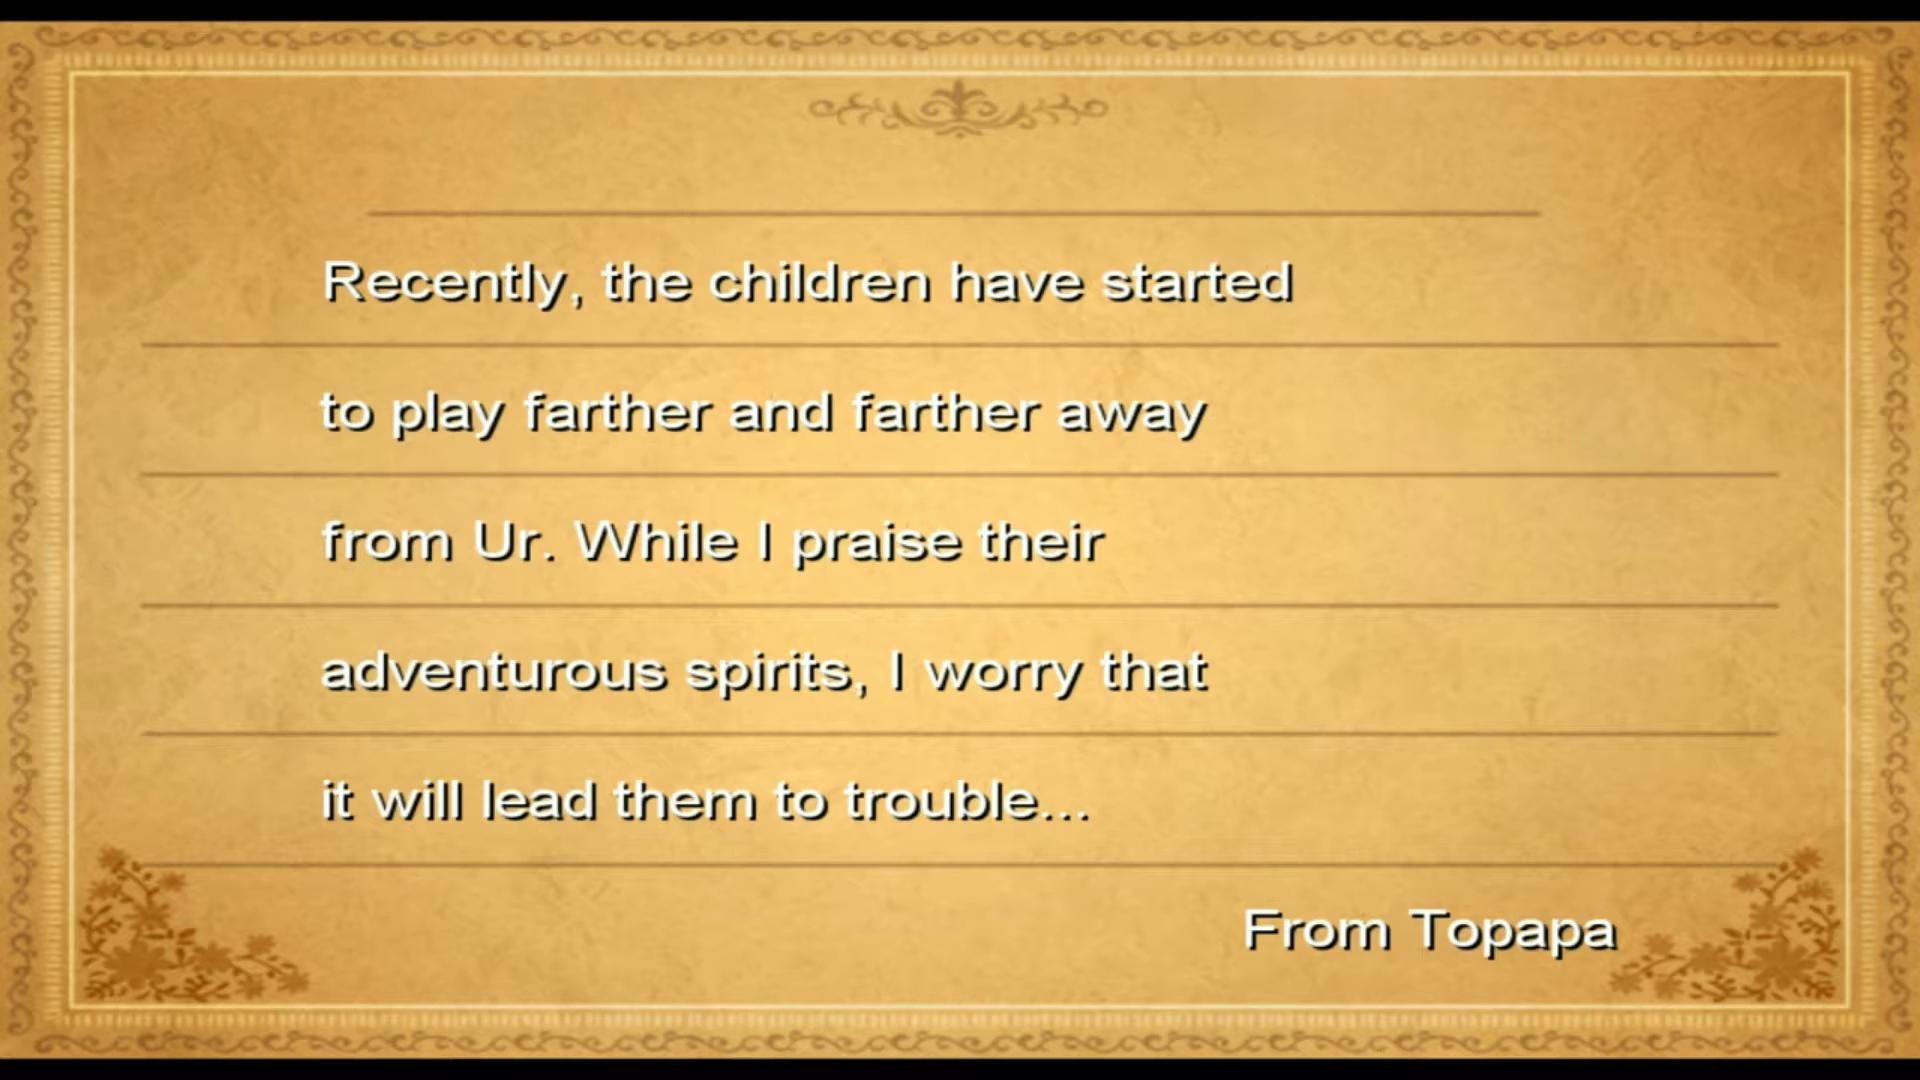 Recently, the children have started
to play farther and farther away
from Ur. While I praise their
adventurous spirits, I worry that
it will lead them to trouble...
From Topapa